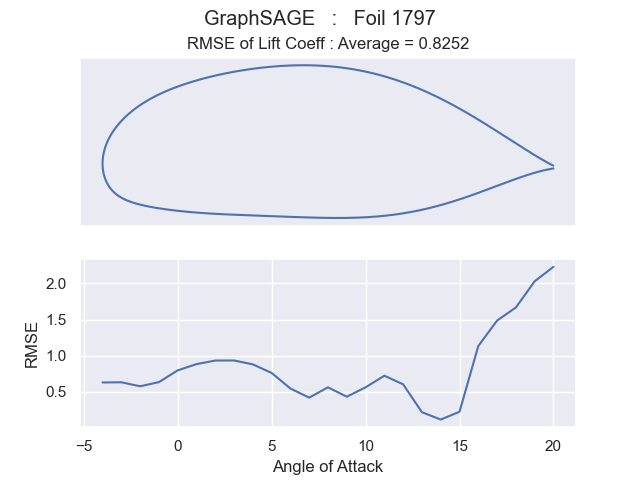 GraphSAGE : Foil 1797
RMSE of Lift Coeff : Average = 0.8252
2.0
1.5
1.0
0.5
RMSE
−5 0 5 10 15 20
Angle of Attack